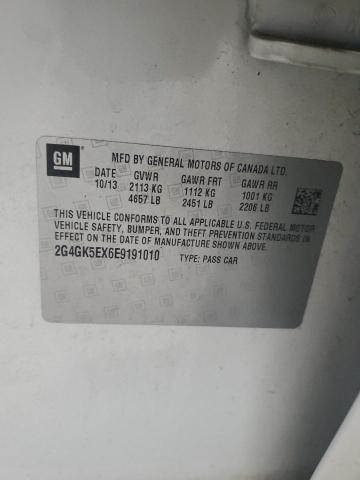 GM
MFD BY GENERAL MOTORS OF CANADA LTD.
DATE GVWR GAWR FRT GAWR RR
10/13 2113 KG 1112 KG 1001 KG
4657 LB 2451 LB 2206 LB
THIS VEHICLE CONFORMS TO ALL APPLICABLE U.S. FEDERAL MOTOR
VEHICLE SAFETY, BUMPER, AND THEFT PREVENTION STANDARDS IN
EFFECT ON THE DATE OF MANUFACTURE SHOWN ABOVE.
2G4GK5EX6E9191010 TYPE: PASS CAR